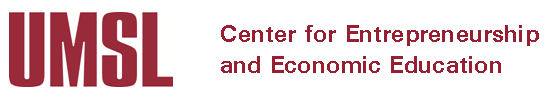 UMSL
Center for Entrepreneurship
and Economic Education